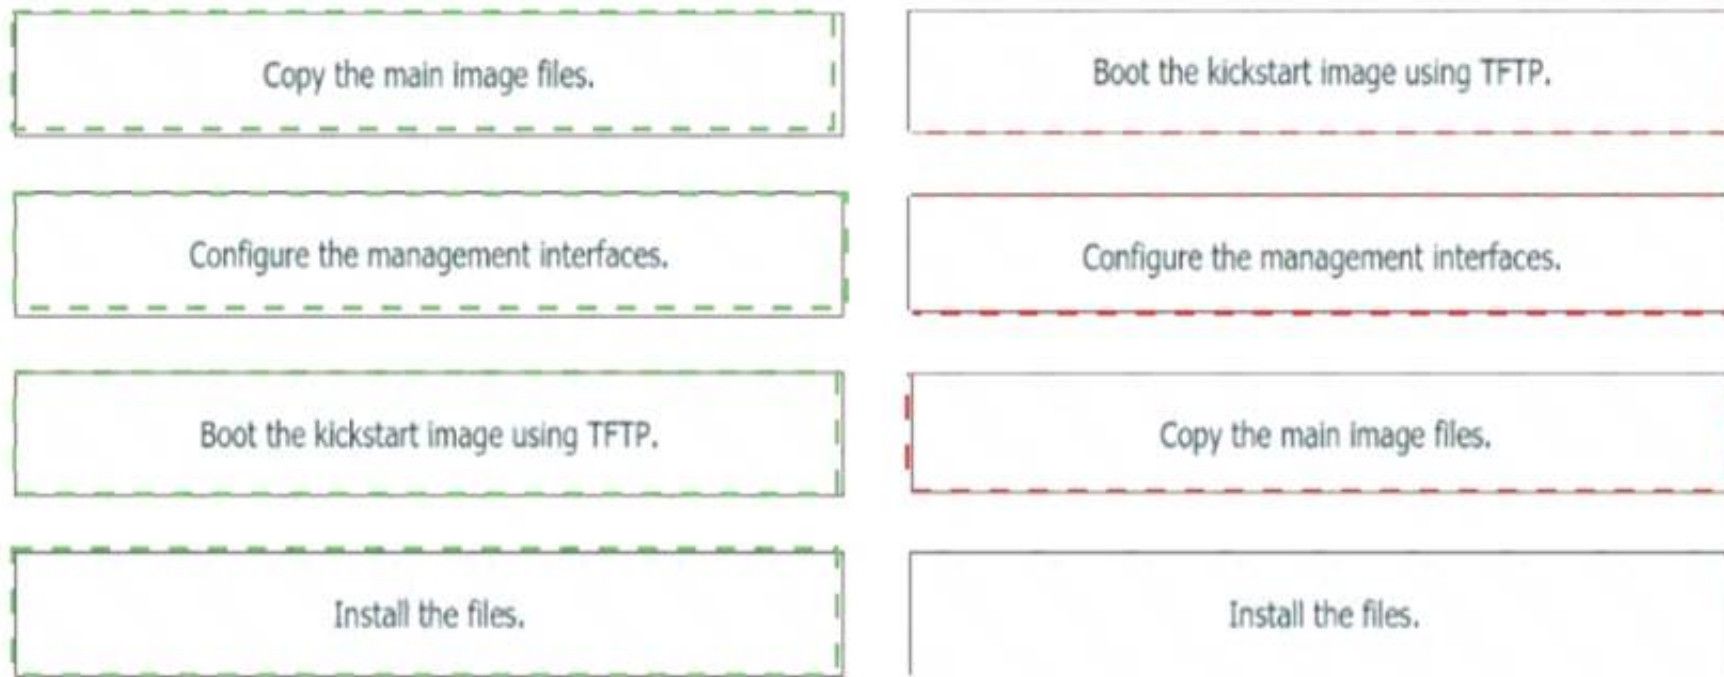 Copy the main image files.
Boot the kickstart image using TFTP.
Configure the management interfaces.
Configure the management interfaces.
Boot the kickstart image using TFTP.
Copy the main image files.
Install the files.
Install the files.